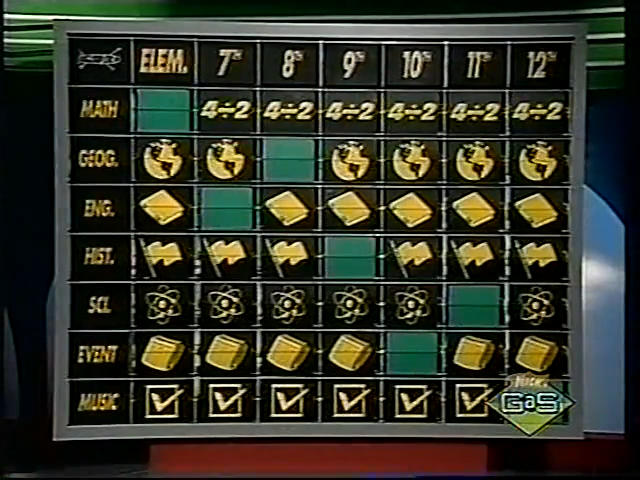 ELEM. 7TH 8TH 9TH 10TH 11TH 12TH
MATH 4÷2 4÷2 4÷2 4÷2 4÷2 4÷2
GEOG.
ENG.
HIST.
SCI.
EVENT
MUSIC
GaS